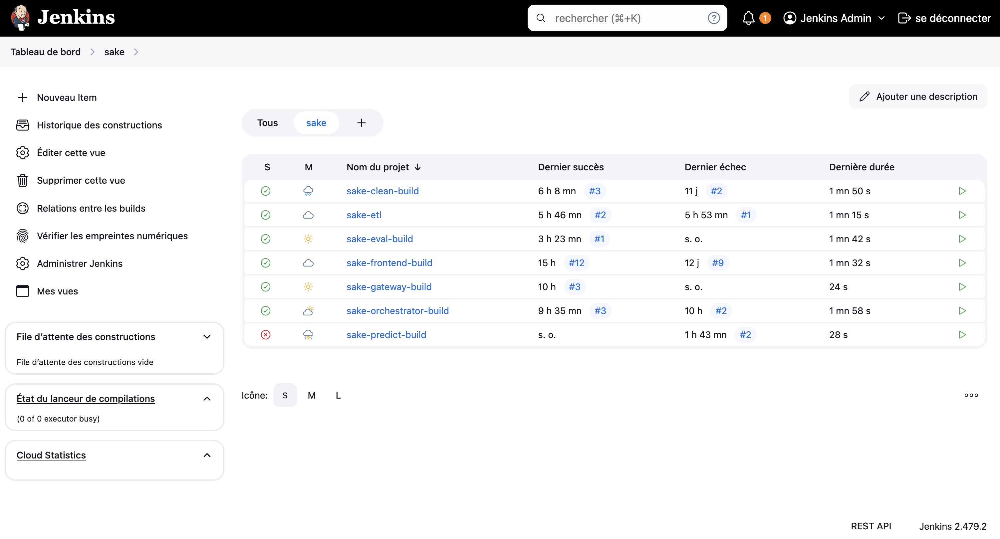 Jenkins
rechercher (⌘+K)
1
Jenkins Admin
se déconnecter
Tableau de bord
sake
Nouveau Item
Historique des constructions
Éditer cette vue
Supprimer cette vue
Relations entre les builds
Vérifier les empreintes numériques
Administrer Jenkins
Mes vues
File d’attente des constructions
File d’attente des constructions vide
État du lanceur de compilations
(0 of 0 executor busy)
Cloud Statistics
Ajouter une description
Tous sake +
S M Nom du projet ↓ Dernier succès Dernier échec Dernière durée
sake-clean-build 6 h 8 mn #3 11 j #2 1 mn 50 s
sake-etl 5 h 46 mn #2 5 h 53 mn #1 1 mn 15 s
sake-eval-build 3 h 23 mn #1 s. o. 1 mn 42 s
sake-frontend-build 15 h #12 12 j #9 1 mn 32 s
sake-gateway-build 10 h #3 s. o. 24 s
sake-orchestrator-build 9 h 35 mn #3 10 h #2 1 mn 58 s
sake-predict-build s. o. 1 h 43 mn #2 28 s
Icône: S M L
REST API
Jenkins 2.479.2